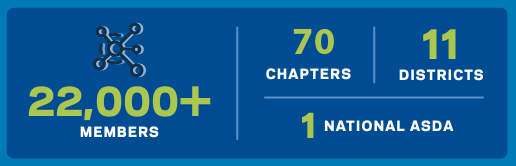 22,000+
MEMBERS
70
CHAPTERS
11
DISTRICTS
1 NATIONAL ASDA